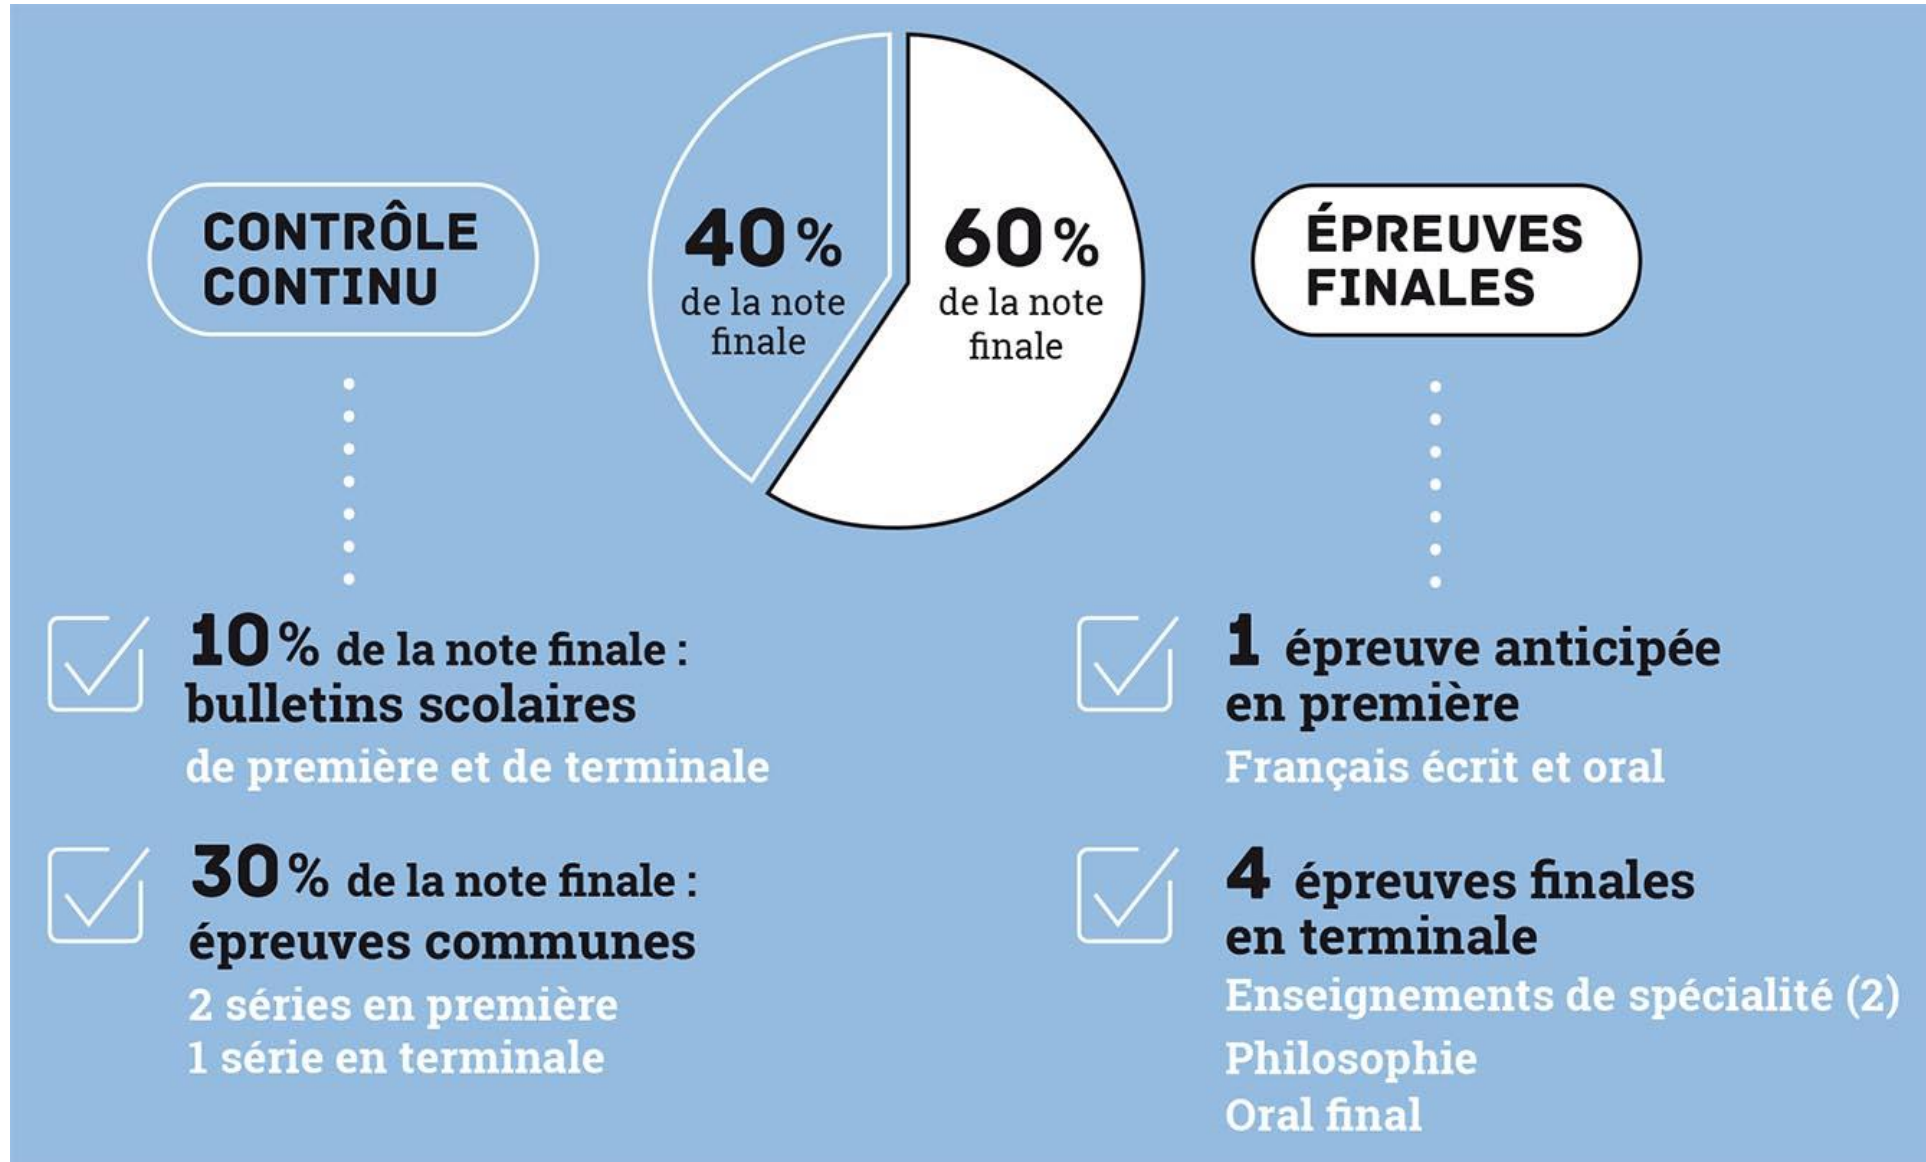 CONTRÔLE
CONTINU
40%
de la note
finale
60%
de la note
finale
ÉPREUVES
FINALES
10% de la note finale :
bulletins scolaires
de première et de terminale
30% de la note finale :
épreuves communes
2 séries en première
1 série en terminale
1 épreuve anticipée
en première
Français écrit et oral
4 épreuves finales
en terminale
Enseignements de spécialité (2)
Philosophie
Oral final